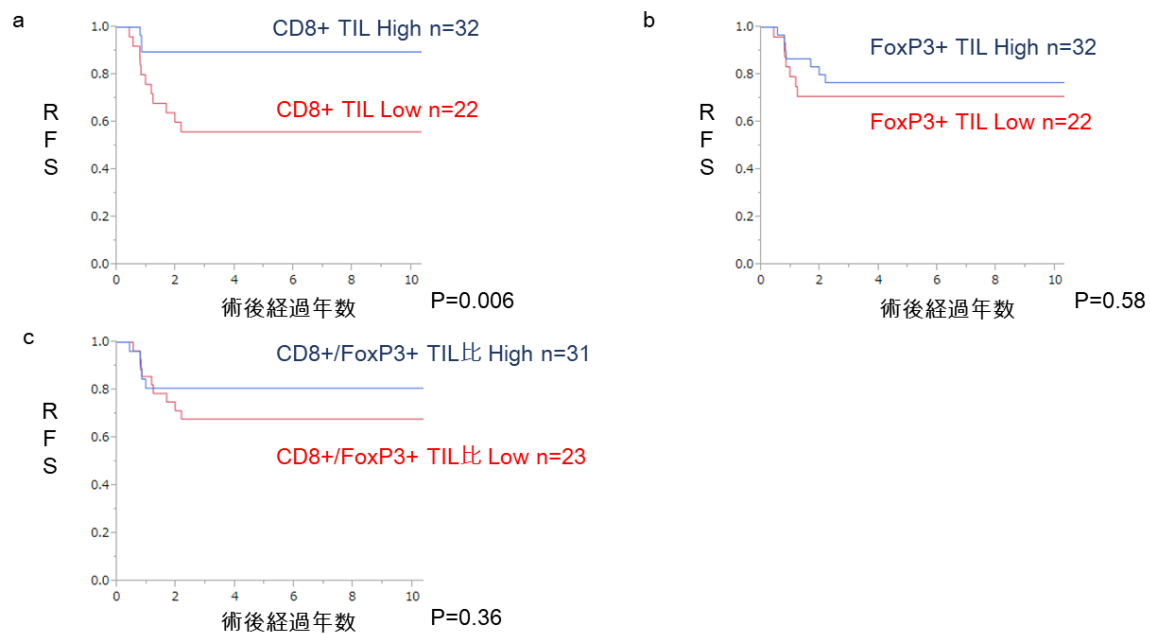 a
CD8+ TIL High n=32
CD8+ TIL Low n=22
R
F
S
1.0
0.8
0.6
0.4
0.2
0.0
0 2 4 6 8 10
術後経過年数
P=0.006
b
FoxP3+ TIL High n=32
FoxP3+ TIL Low n=22
R
F
S
1.0
0.8
0.6
0.4
0.2
0.0
0 2 4 6 8 10
術後経過年数
P=0.58
c
CD8+/FoxP3+ TIL比 High n=31
CD8+/FoxP3+ TIL比 Low n=23
R
F
S
1.0
0.8
0.6
0.4
0.2
0.0
0 2 4 6 8 10
術後経過年数
P=0.36